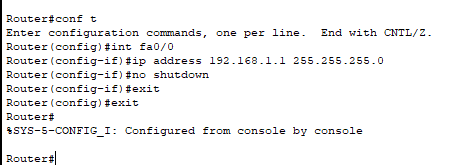 Router#conf t
Enter configuration commands, one per line.  End with CNTL/Z.
Router(config)#int fa0/0
Router(config-if)#ip address 192.168.1.1 255.255.255.0
Router(config-if)#no shutdown
Router(config-if)#exit
Router(config)#exit
Router#
%SYS-5-CONFIG_I: Configured from console by console
Router#